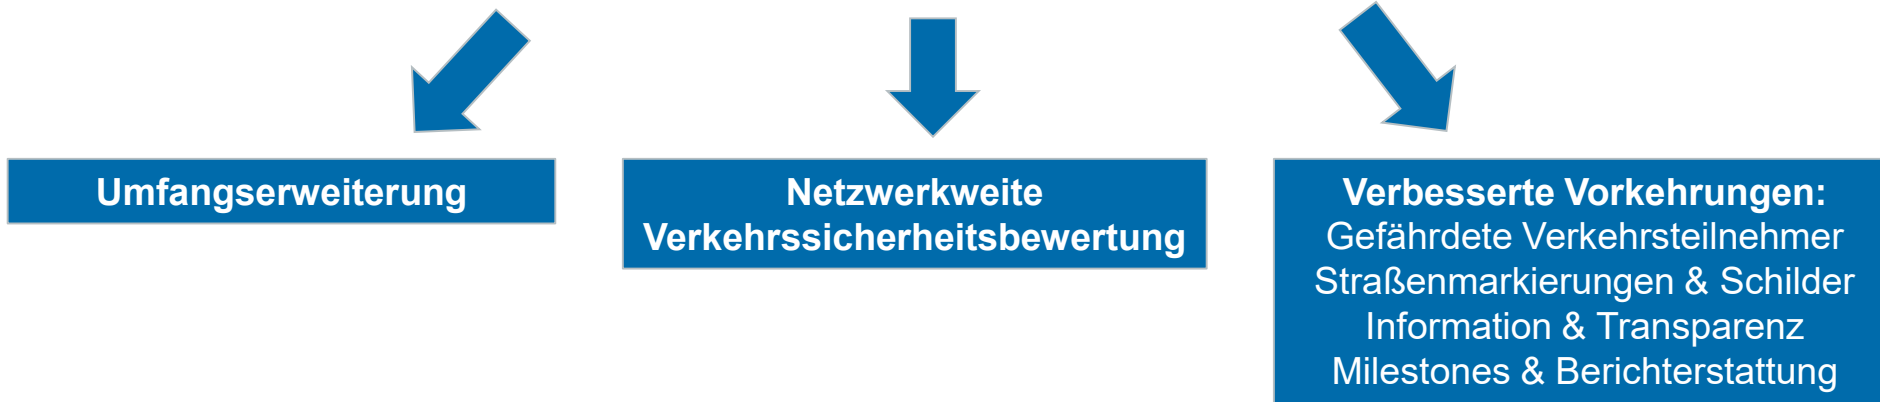 Umfangserweiterung
Netzwerkweite
Verkehrssicherheitsbewertung
Verbesserte Vorkehrungen:
Gefährdete Verkehrsteilnehmer
Straßenmarkierungen & Schilder
Information & Transparenz
Milestones & Berichterstattung